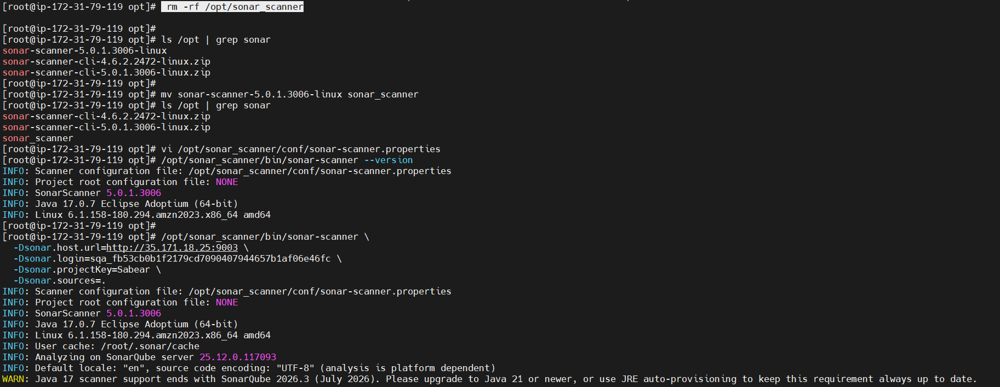 [root@ip-172-31-79-119 opt]# rm -rf /opt/sonar_scanner
[root@ip-172-31-79-119 opt]#
[root@ip-172-31-79-119 opt]# ls /opt | grep sonar
sonar-scanner-5.0.1.3006-linux
sonar-scanner-cli-4.6.2.2472-linux.zip
sonar-scanner-cli-5.0.1.3006-linux.zip
[root@ip-172-31-79-119 opt]#
[root@ip-172-31-79-119 opt]# mv sonar-scanner-5.0.1.3006-linux sonar_scanner
[root@ip-172-31-79-119 opt]# ls /opt | grep sonar
sonar-scanner-cli-4.6.2.2472-linux.zip
sonar-scanner-cli-5.0.1.3006-linux.zip
sonar_scanner
[root@ip-172-31-79-119 opt]# vi /opt/sonar_scanner/conf/sonar-scanner.properties
[root@ip-172-31-79-119 opt]# /opt/sonar_scanner/bin/sonar-scanner --version
INFO: Scanner configuration file: /opt/sonar_scanner/conf/sonar-scanner.properties
INFO: Project root configuration file: NONE
INFO: SonarScanner 5.0.1.3006
INFO: Java 17.0.7 Eclipse Adoptium (64-bit)
INFO: Linux 6.1.158-180.294.amzn2023.x86_64 amd64
[root@ip-172-31-79-119 opt]#
[root@ip-172-31-79-119 opt]# /opt/sonar_scanner/bin/sonar-scanner \
  -Dsonar.host.url=http://35.171.18.25:9003 \
  -Dsonar.login=sqa_fb53cb0b1f2179cd7090407944657b1af06e46fc \
  -Dsonar.projectKey=Sabear \
  -Dsonar.sources=.
INFO: Scanner configuration file: /opt/sonar_scanner/conf/sonar-scanner.properties
INFO: Project root configuration file: NONE
INFO: SonarScanner 5.0.1.3006
INFO: Java 17.0.7 Eclipse Adoptium (64-bit)
INFO: Linux 6.1.158-180.294.amzn2023.x86_64 amd64
INFO: User cache: /root/.sonar/cache
INFO: Analyzing on SonarQube server 25.12.0.117093
INFO: Default locale: "en", source code encoding: "UTF-8" (analysis is platform dependent)
WARN: Java 17 scanner support ends with SonarQube 2026.3 (July 2026). Please upgrade to Java 21 or newer, or use JRE auto-provisioning to keep this requirement always up to date.